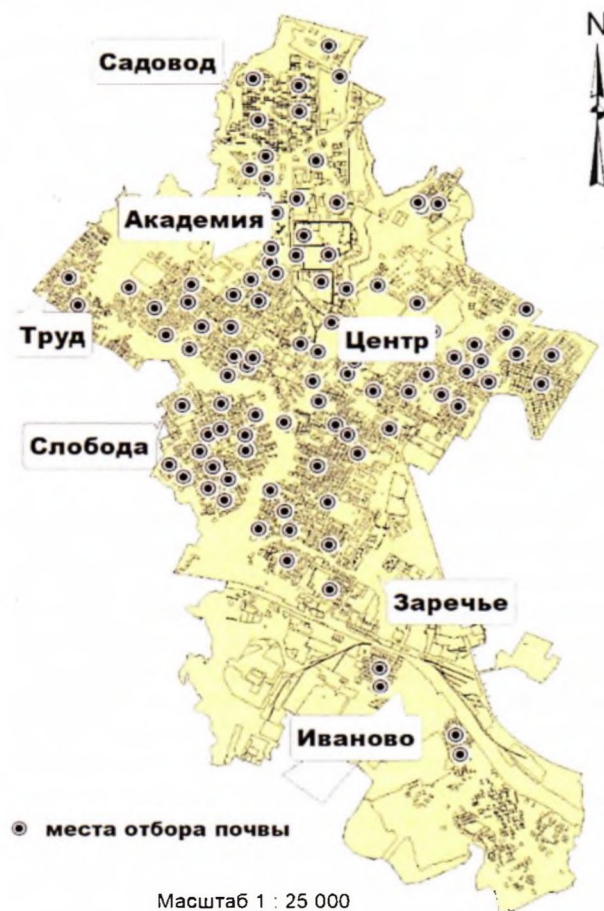 N
Садовод
Академия
Труд
Центр
Слобода
Заречье
Иваново
места отбора почвы
Масштаб 1 : 25 000